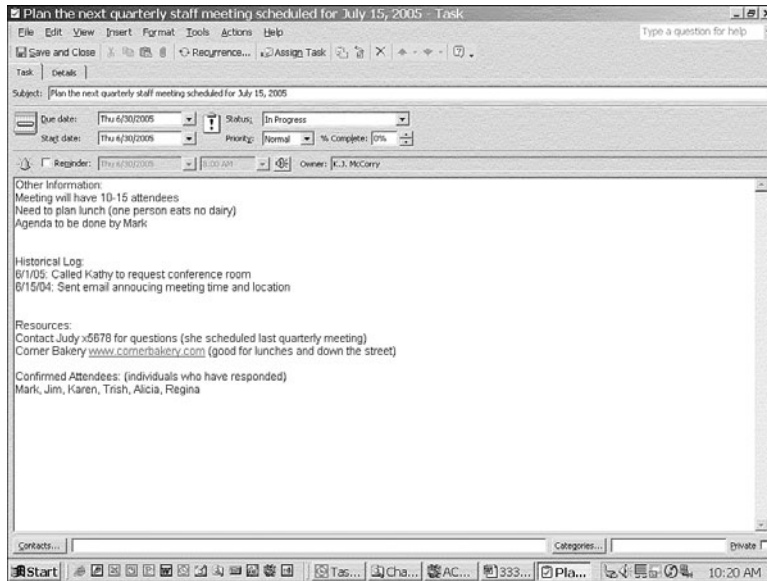 Plan the next quarterly staff meeting scheduled for July 15, 2005 - Task
File Edit View Insert Format Tools Actions Help
Type a question for help
Save and Close Recurrence... Assign Task
Task Details
Subject: Plan the next quarterly staff meeting scheduled for July 15, 2005
Due date: Thu 6/30/2005 Status: In Progress
Start date: Thu 6/30/2005 Priority: Normal % Complete: 0%
Reminder: Thu 6/30/2005 8:00 AM Owner: K.J. McCorry
Other Information:
Meeting will have 10-15 attendees
Need to plan lunch (one person eats no dairy)
Agenda to be done by Mark
Historical Log:
6/1/05: Called Kathy to request conference room
6/15/04: Sent email annoucing meeting time and location
Resources:
Contact Judy x5678 for questions (she scheduled last quarterly meeting)
Corner Bakery www.cornerbakery.com (good for lunches and down the street)
Confirmed Attendees: (individuals who have responded)
Mark, Jim, Karen, Trish, Alicia, Regina
Contacts... Categories... Private
Start Tas... Cha... AC... 333... Pla... 10:20 AM